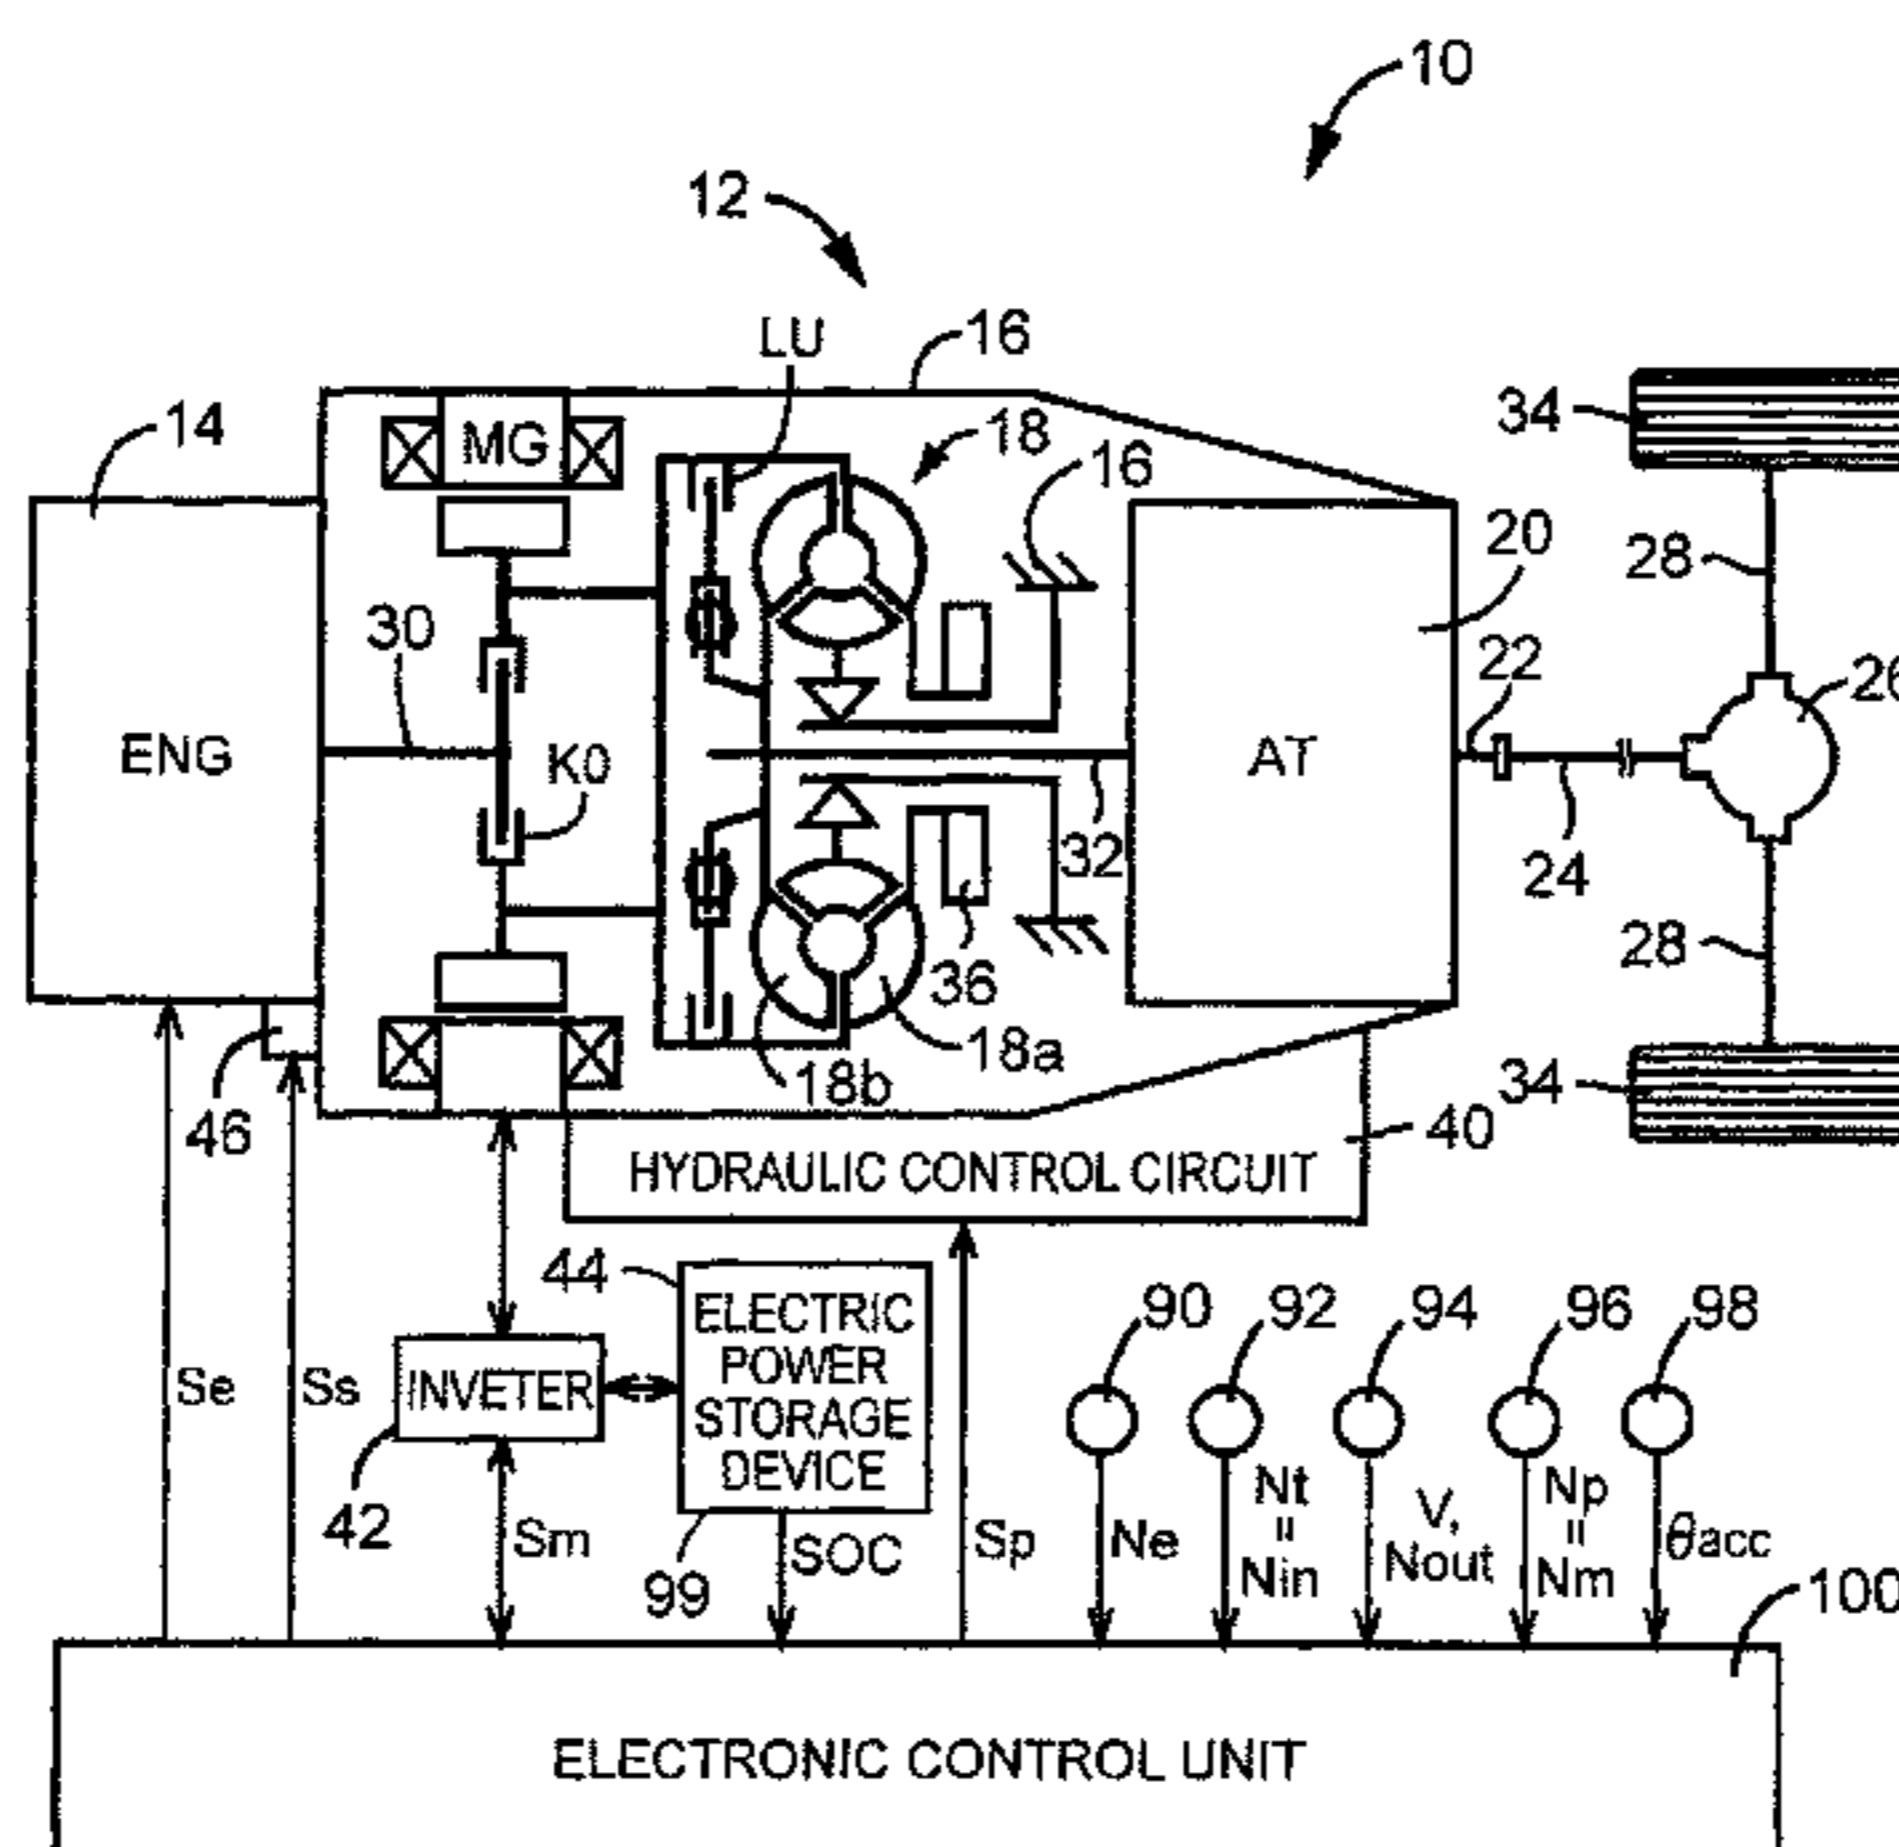 10
12
LU
16
14
MG
18
16
34
20
28
30
22
26
ENG
K0
AT
32
24
36
28
18a
18b
46
34
40
HYDRAULIC CONTROL CIRCUIT
44
ELECTRIC
POWER
STORAGE
DEVICE
90
92
94
96
98
Se
Ss
INVETER
42
Sm
99
SOC
Sp
Ne
Nt
=
Nin
V,
Nout
Np
=
Nm
θacc
100
ELECTRONIC CONTROL UNIT